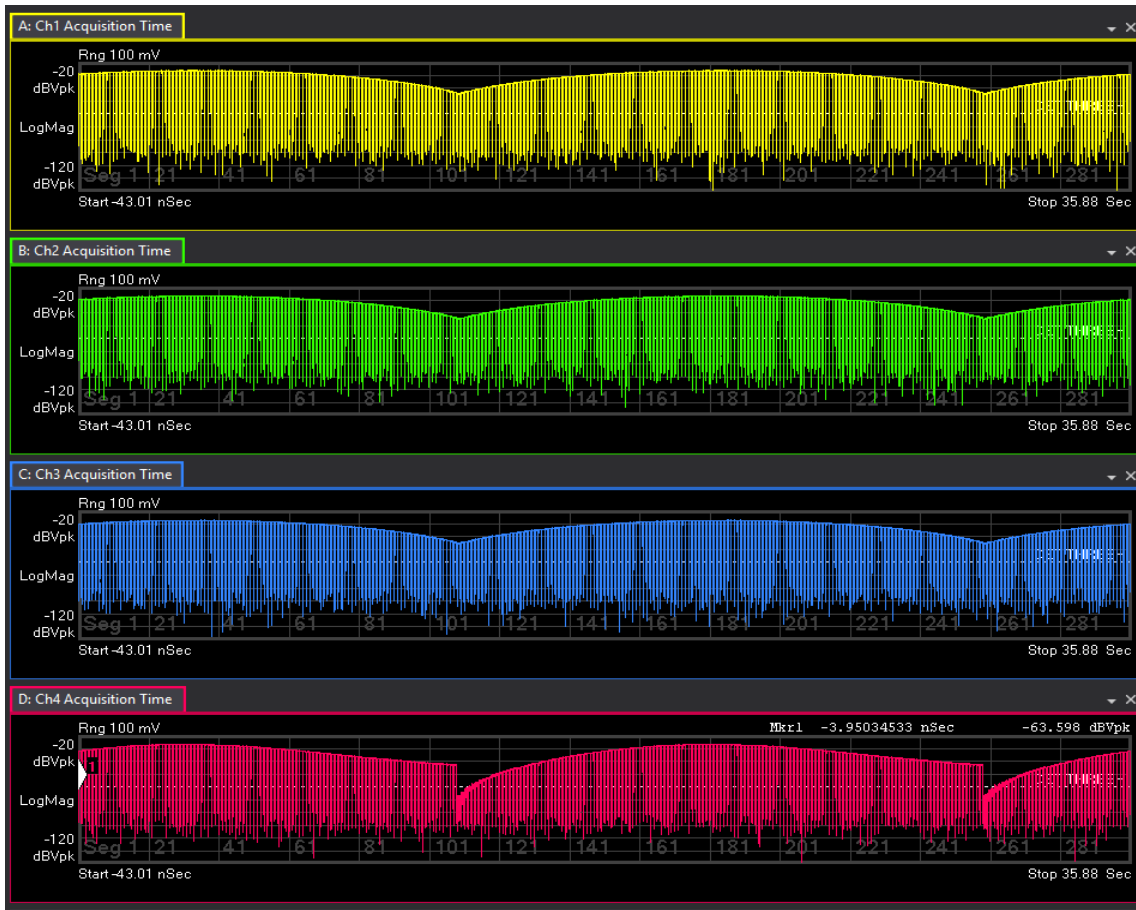 A: Ch1 Acquisition Time
Rng 100 mV
-20
dBVpk
LogMag
-120
dBVpk
Seg 1 21 41 61 81 101 121 141 161 181 201 221 241 261 281
Start -43.01 nSec Stop 35.88 Sec
B: Ch2 Acquisition Time
Rng 100 mV
-20
dBVpk
LogMag
-120
dBVpk
Seg 1 21 41 61 81 101 121 141 161 181 201 221 241 261 281
Start -43.01 nSec Stop 35.88 Sec
C: Ch3 Acquisition Time
Rng 100 mV
-20
dBVpk
LogMag
-120
dBVpk
Seg 1 21 41 61 81 101 121 141 161 181 201 221 241 261 281
Start -43.01 nSec Stop 35.88 Sec
D: Ch4 Acquisition Time
Rng 100 mV Mkr1 -3.95034533 nSec -63.598 dBVpk
-20
dBVpk
1
LogMag
-120
dBVpk
Seg 1 21 41 61 81 101 121 141 161 181 201 221 241 261 281
Start -43.01 nSec Stop 35.88 Sec